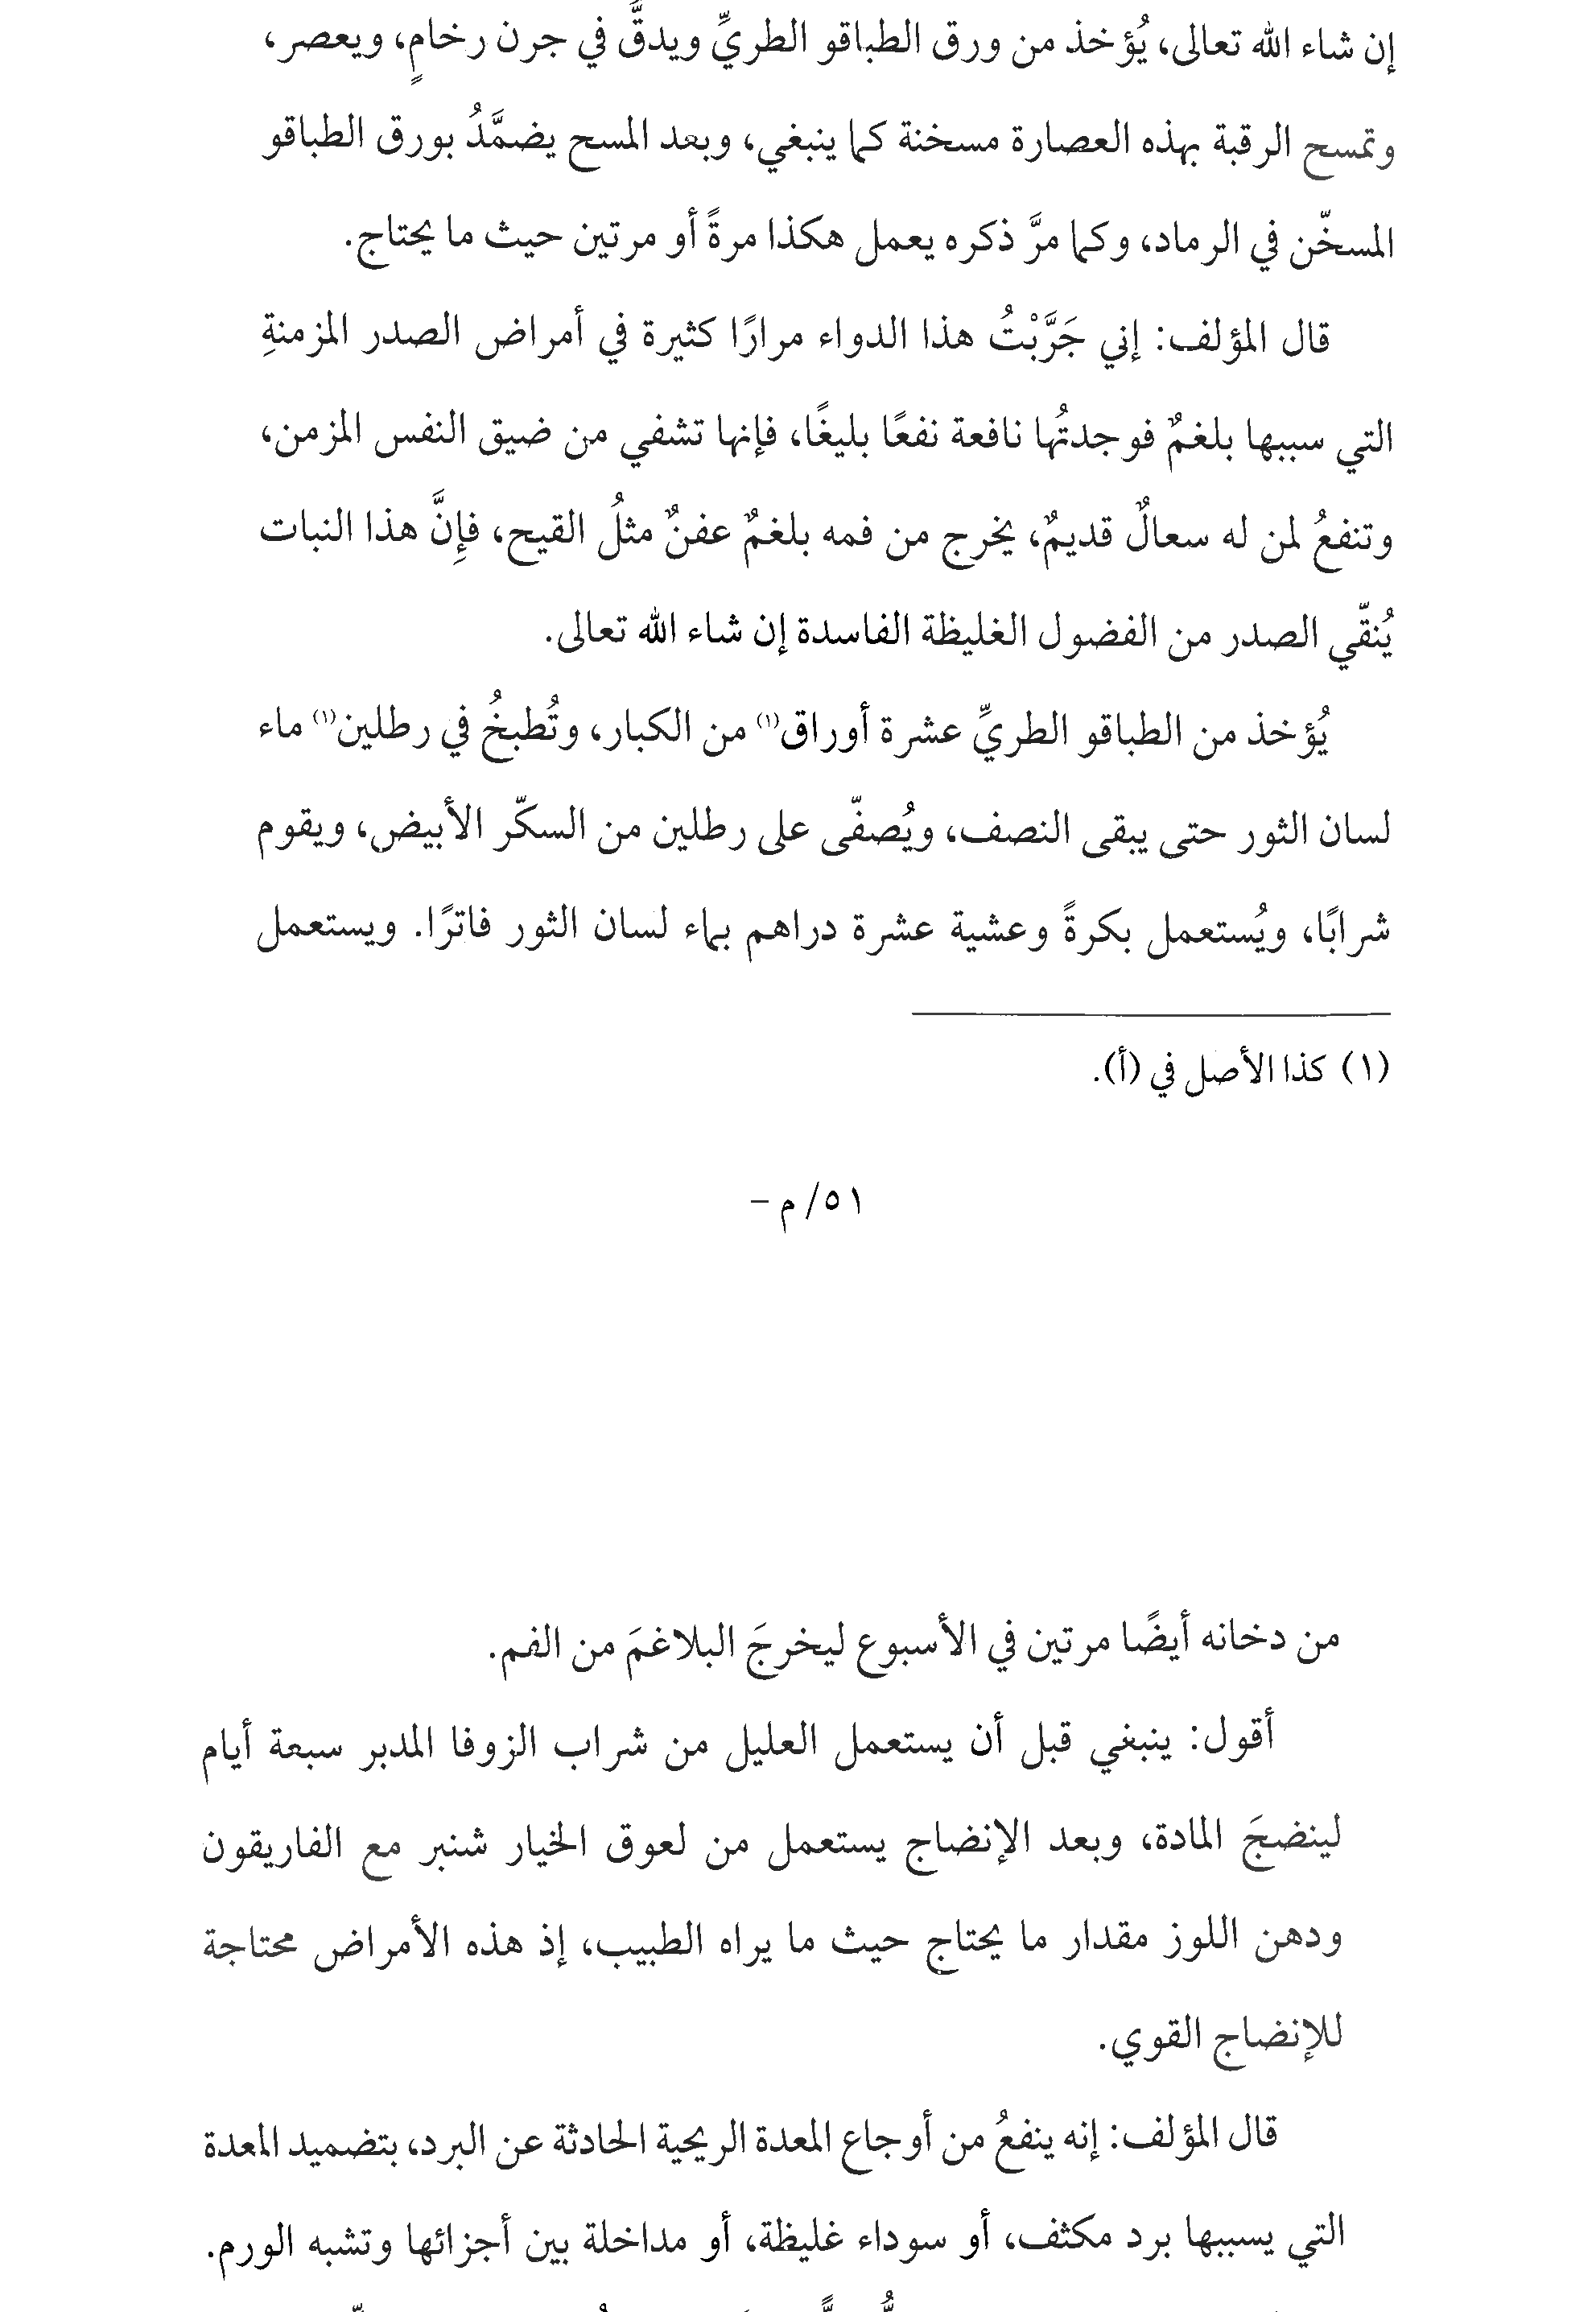 إن شاء الله تعالى، يُؤخذ من ورق الطباقو الطريِّ ويدقَّ في جرن رخامٍ، ويعصر،
وتمسح الرقبة بهذه العصارة مسخنة كما ينبغي، وبعد المسح يضمَّدُ بورق الطباقو
المسخّن في الرماد، وكما مرَّ ذكره يعمل هكذا مرةً أو مرتين حيث ما يحتاج.
قال المؤلف: إني جَرَّبْتُ هذا الدواء مرارًا كثيرة في أمراض الصدر المزمنةِ
التي سببها بلغمٌ فوجدتُها نافعة نفعًا بليغًا، فإنها تشفي من ضيق النفس المزمن،
وتنفعُ لمن له سعالٌ قديمٌ، يخرج من فمه بلغمٌ عفنٌ مثلُ القيح، فإِنَّ هذا النبات
يُنقّي الصدر من الفضول الغليظة الفاسدة إن شاء الله تعالى.
يُؤخذ من الطباقو الطريِّ عشرة أوراق(١) من الكبار، وتُطبخُ في رطلين(١) ماء
لسان الثور حتى يبقى النصف، ويُصفّى على رطلين من السكّر الأبيض، ويقوم
شرابًا، ويُستعمل بكرةً وعشية عشرة دراهم بماء لسان الثور فاترًا. ويستعمل
(١) كذا الأصل في (أ).
٥١/ م –
من دخانه أيضًا مرتين في الأسبوع ليخرجَ البلاغمَ من الفم.
أقول: ينبغي قبل أن يستعمل العليل من شراب الزوفا المدبر سبعة أيام
لينضجَ المادة، وبعد الإنضاج يستعمل من لعوق الخيار شنبر مع الفاريقون
ودهن اللوز مقدار ما يحتاج حيث ما يراه الطبيب، إذ هذه الأمراض محتاجة
للإنضاج القوي.
قال المؤلف: إنه ينفعُ من أوجاع المعدة الريحية الحادثة عن البرد، بتضميد المعدة
التي يسببها برد مكثف، أو سوداء غليظة، أو مداخلة بين أجزائها وتشبه الورم.